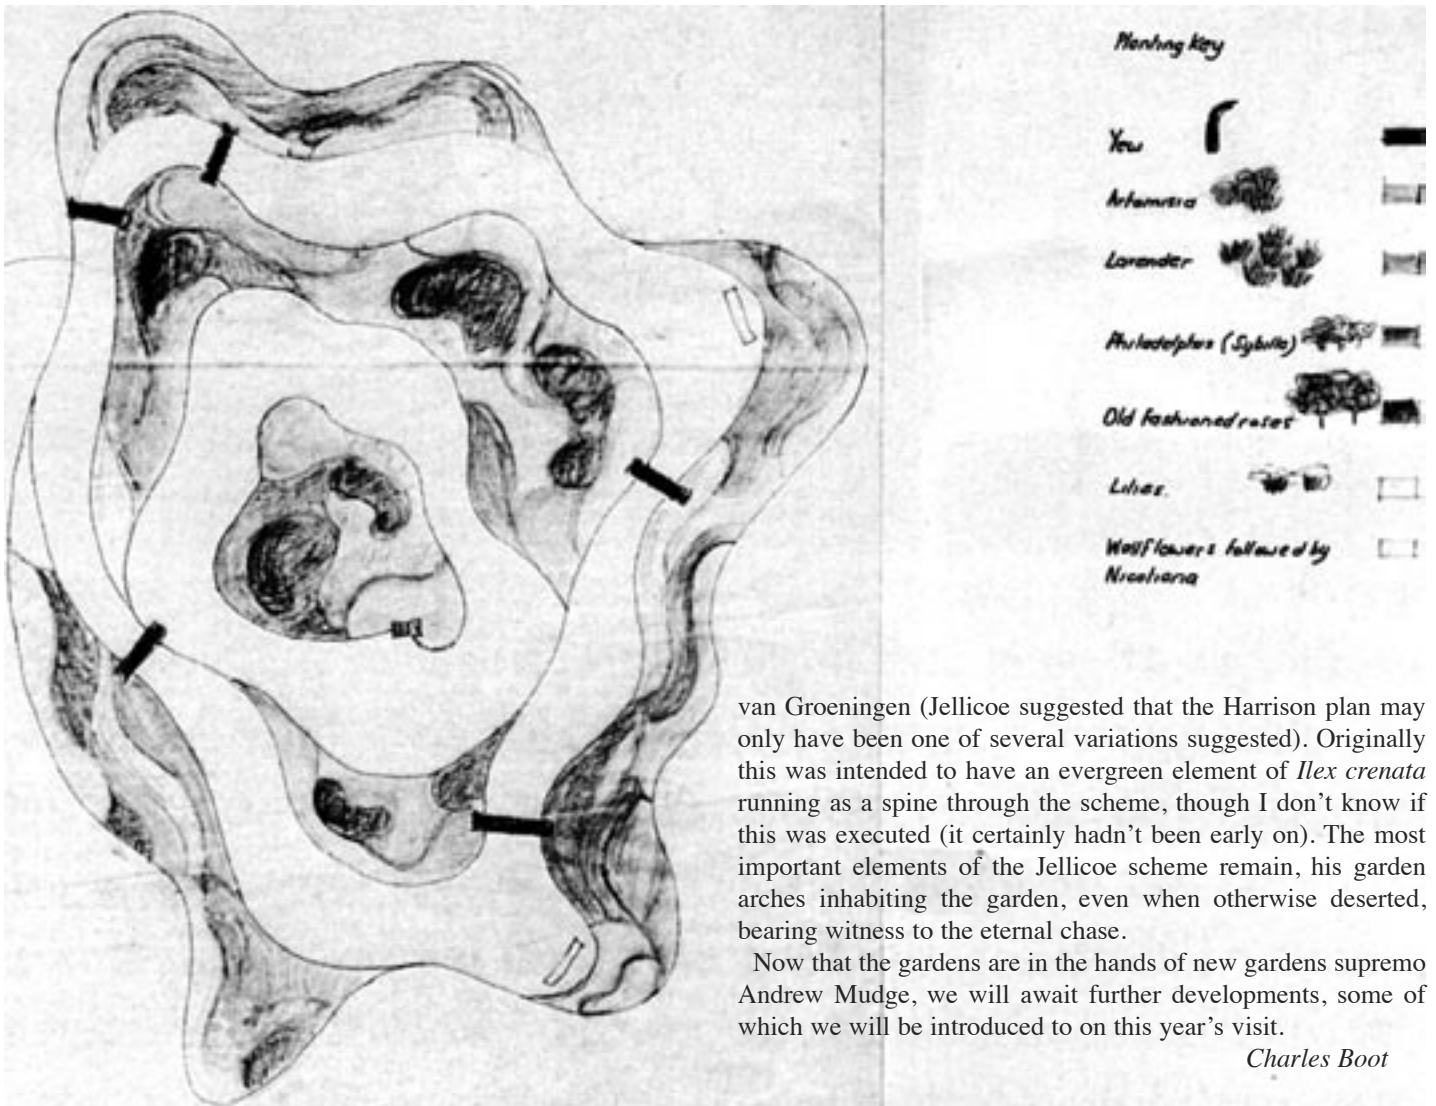 Planting Key
Yew
Artemisia
Lavender
Philadelphus (Sybille)
Old Fashioned roses
Lilies.
Wallflowers followed by
Nicotiana
van Groeningen (Jellicoe suggested that the Harrison plan may
only have been one of several variations suggested). Originally
this was intended to have an evergreen element of Ilex crenata
running as a spine through the scheme, though I don’t know if
this was executed (it certainly hadn’t been early on). The most
important elements of the Jellicoe scheme remain, his garden
arches inhabiting the garden, even when otherwise deserted,
bearing witness to the eternal chase.
Now that the gardens are in the hands of new gardens supremo
Andrew Mudge, we will await further developments, some of
which we will be introduced to on this year’s visit.
Charles Boot